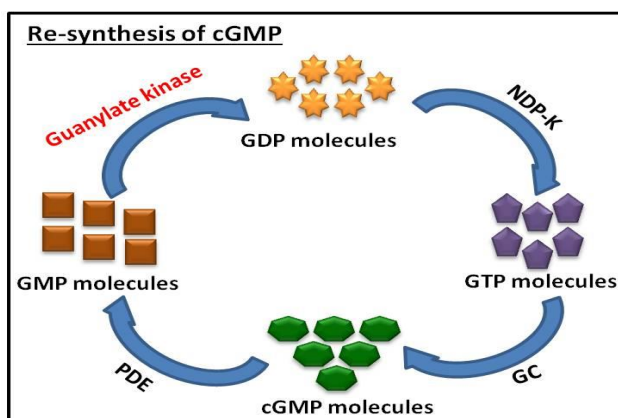 Re-synthesis of cGMP
Guanylate kinase
GDP molecules
NDP-K
GMP molecules
GTP molecules
PDE
GC
cGMP molecules